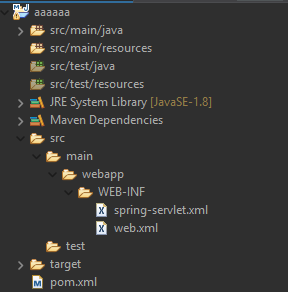 aaaaaa
src/main/java
src/main/resources
src/test/java
src/test/resources
JRE System Library [JavaSE-1.8]
Maven Dependencies
src
main
webapp
WEB-INF
spring-servlet.xml
web.xml
test
target
pom.xml